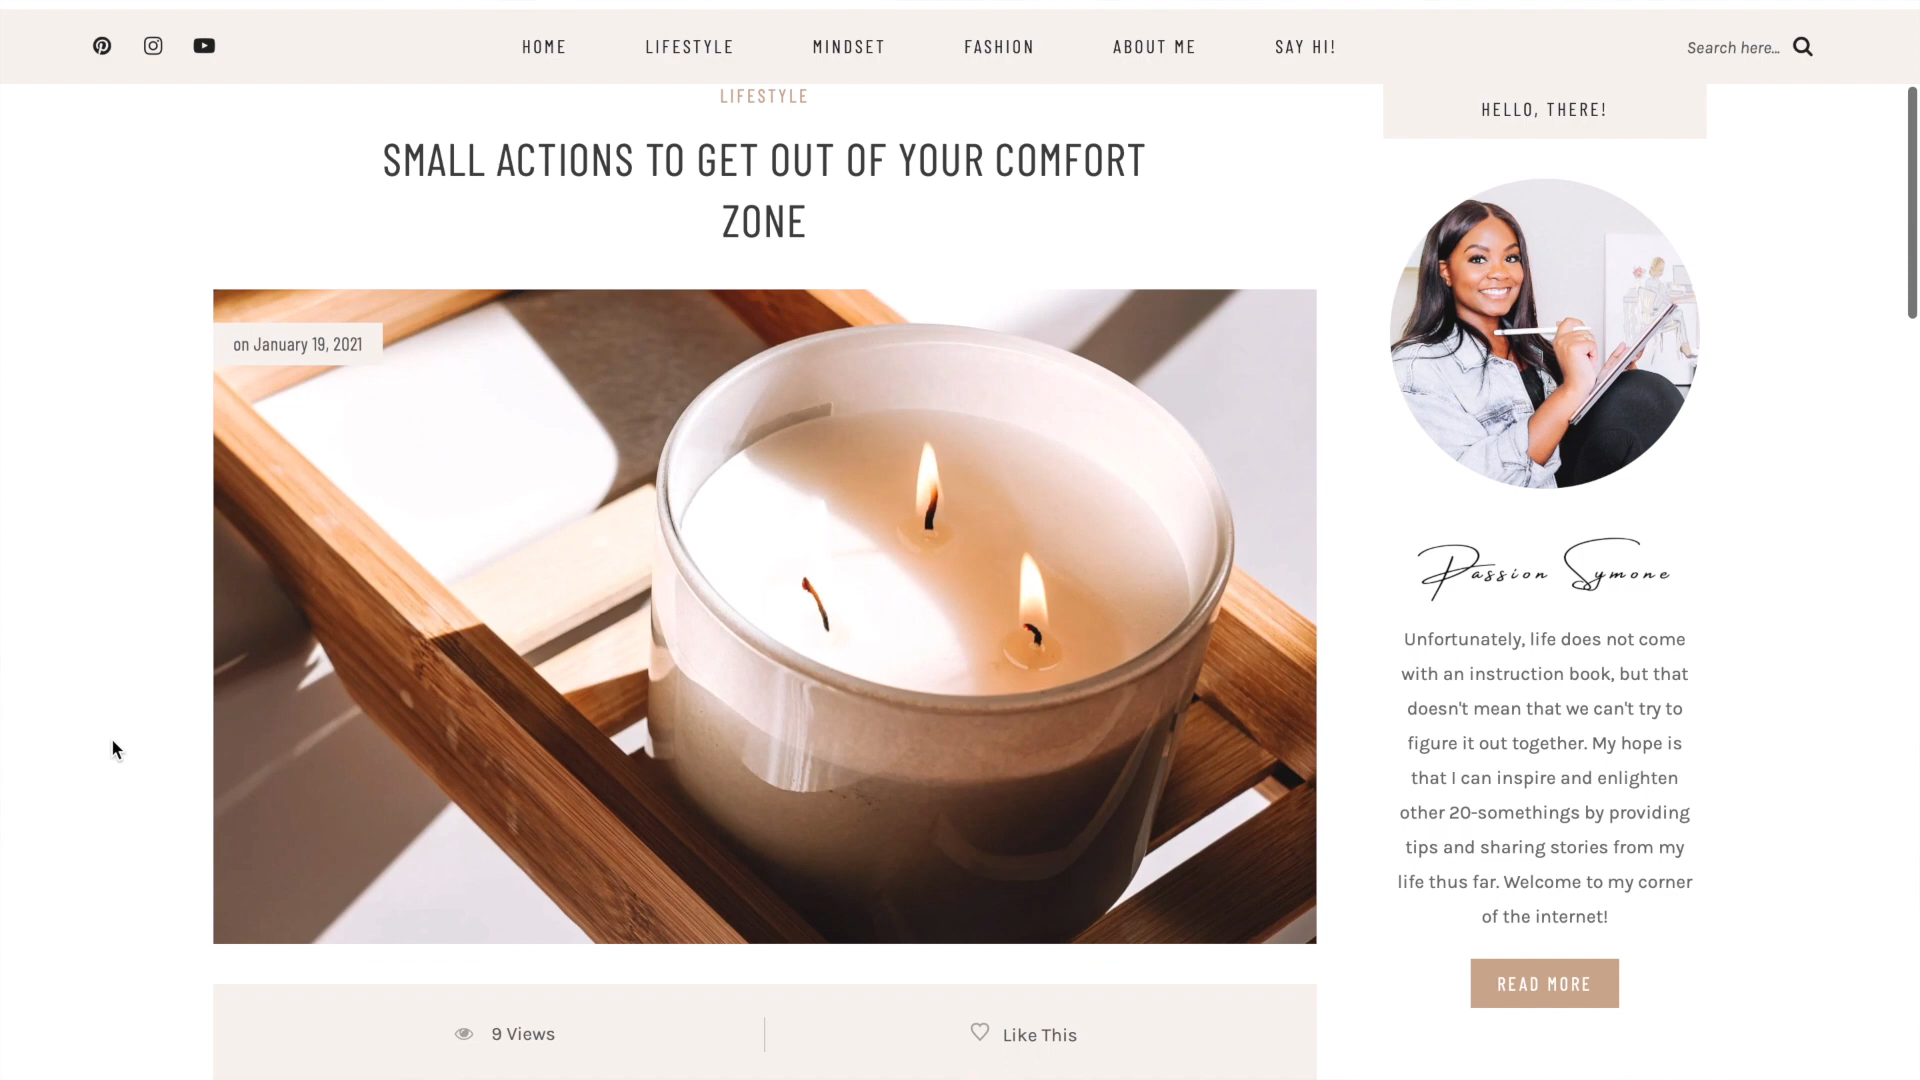 HOME
LIFESTYLE
MINDSET
FASHION
ABOUT ME
SAY HI!
Search here...
LIFESTYLE
SMALL ACTIONS TO GET OUT OF YOUR COMFORT
ZONE
on January 19, 2021
9 Views
Like This
HELLO, THERE!
Passion Symone
Unfortunately, life does not come
with an instruction book, but that
doesn't mean that we can't try to
figure it out together. My hope is
that I can inspire and enlighten
other 20-somethings by providing
tips and sharing stories from my
life thus far. Welcome to my corner
of the internet!
READ MORE